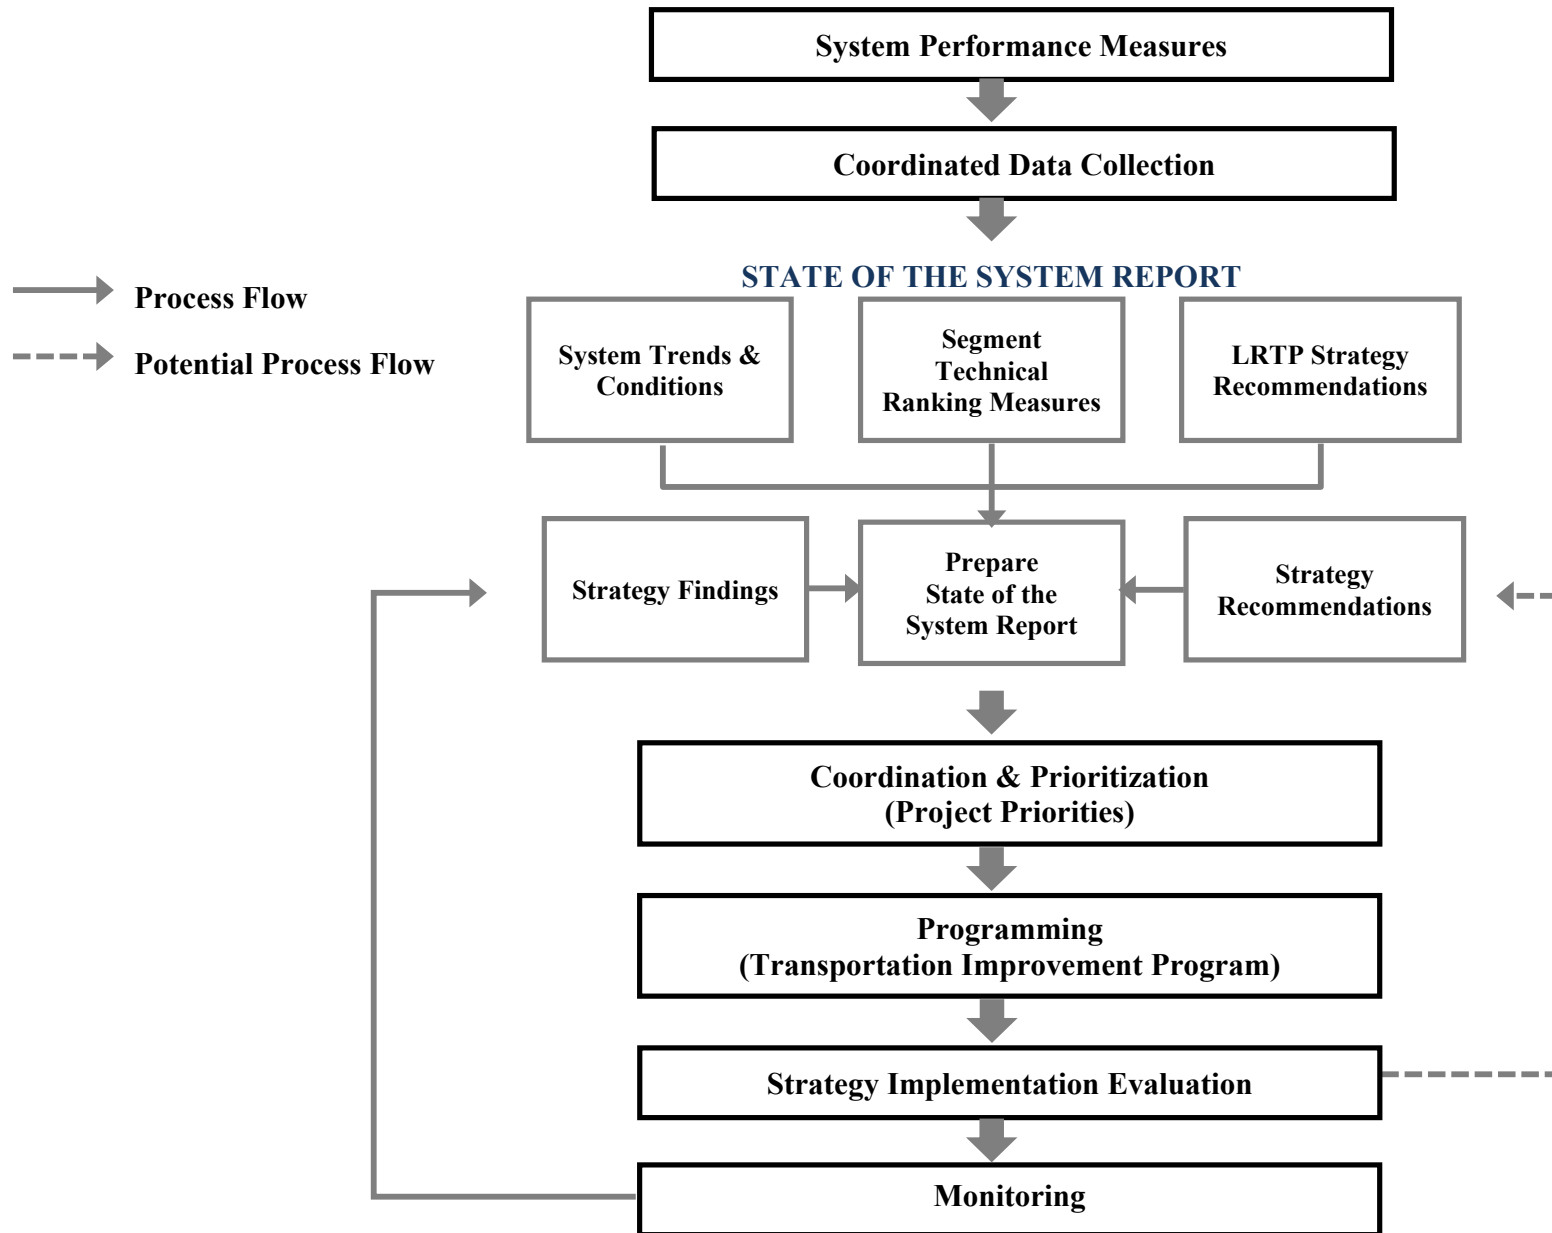 System Performance Measures
Coordinated Data Collection
STATE OF THE SYSTEM REPORT
Process Flow
Potential Process Flow
System Trends &
Conditions
Segment
Technical
Ranking Measures
LRTP Strategy
Recommendations
Strategy Findings
Prepare
State of the
System Report
Strategy
Recommendations
Coordination & Prioritization
(Project Priorities)
Programming
(Transportation Improvement Program)
Strategy Implementation Evaluation
Monitoring